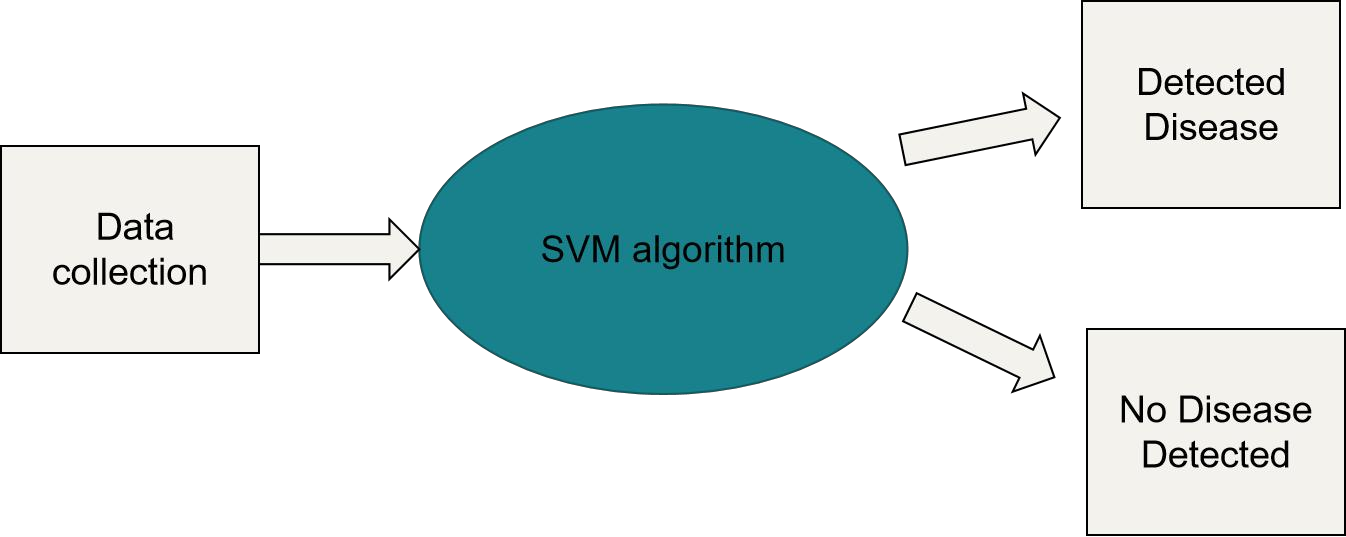 Data
collection
SVM algorithm
Detected
Disease
No Disease
Detected